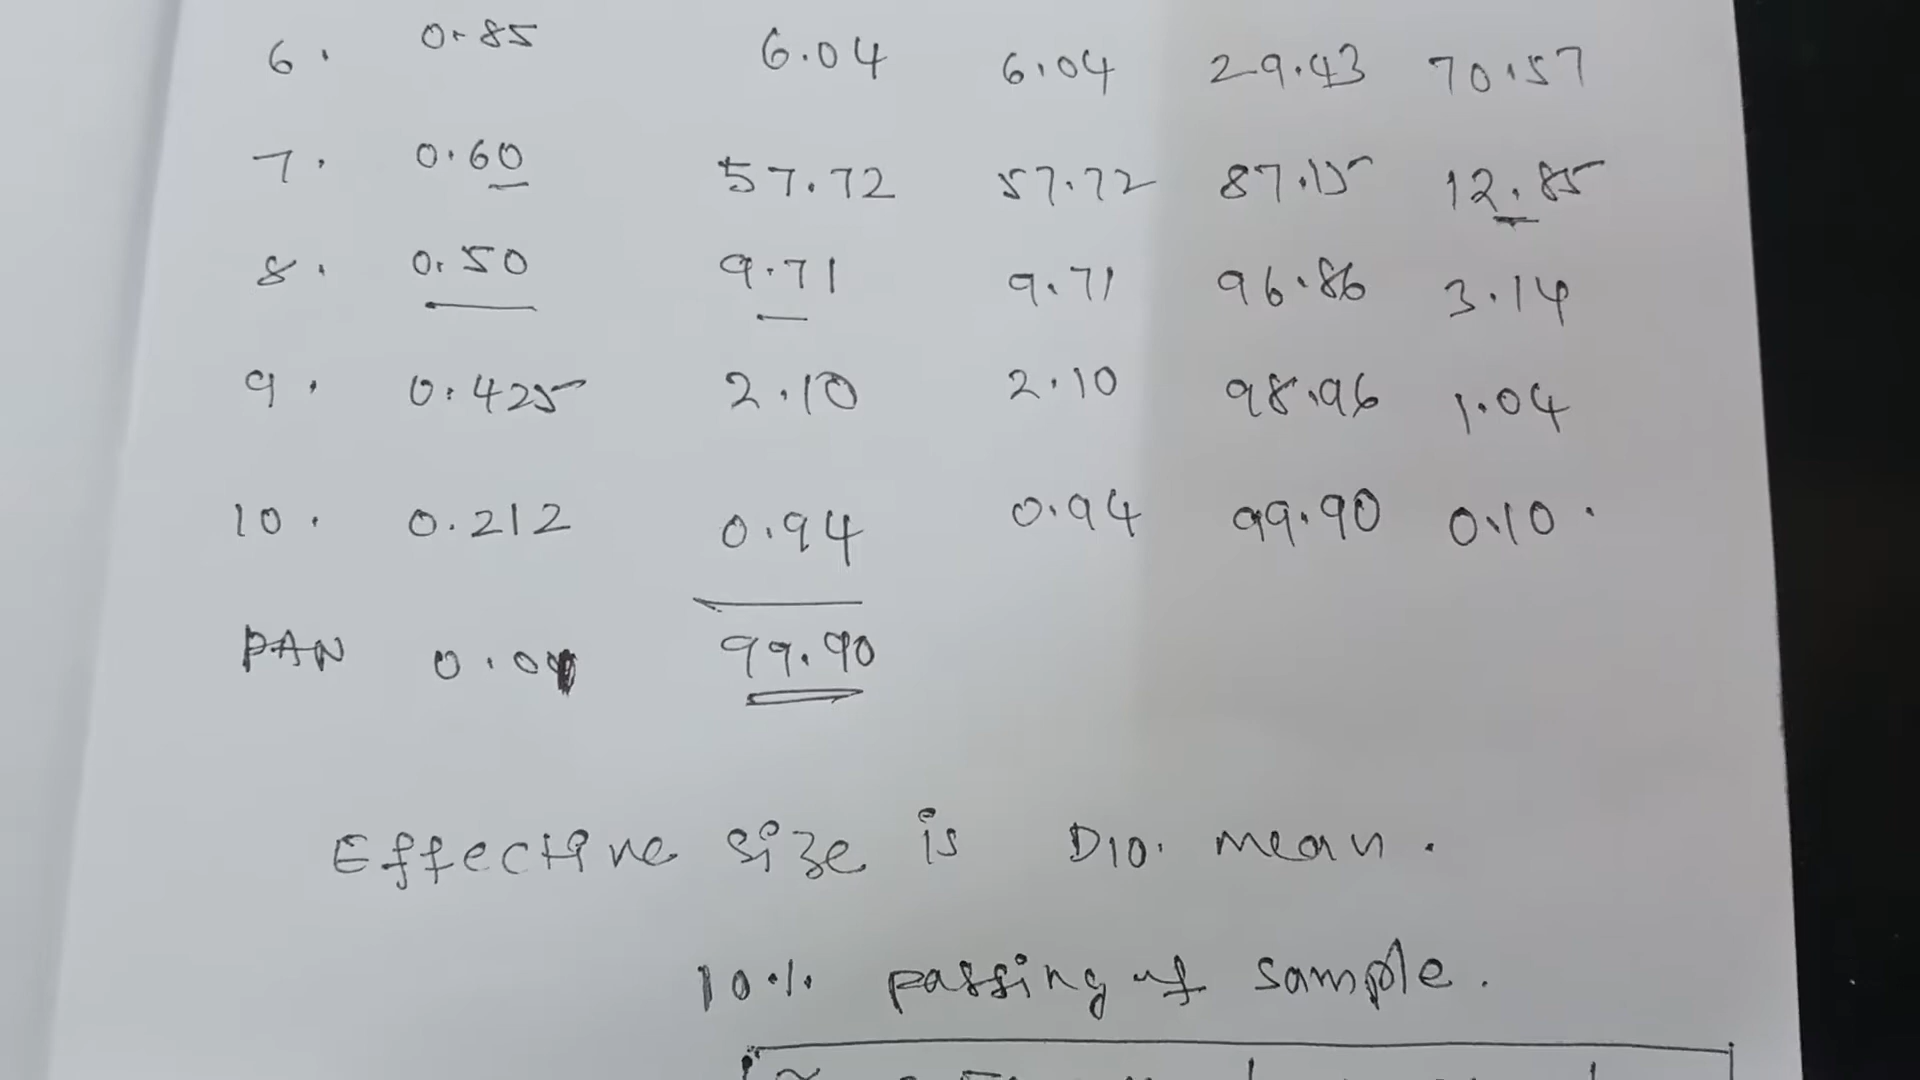 6. 0.85 6.04 6.04 29.43 70.57
7. 0.60 57.72 57.72 87.15 12.85
8. 0.50 9.71 9.71 96.86 3.14
9. 0.425 2.10 2.10 98.96 1.04
10. 0.212 0.94 0.94 99.90 0.10.
PAN 99.90
Effective size is D10. mean.
10% passing of sample.